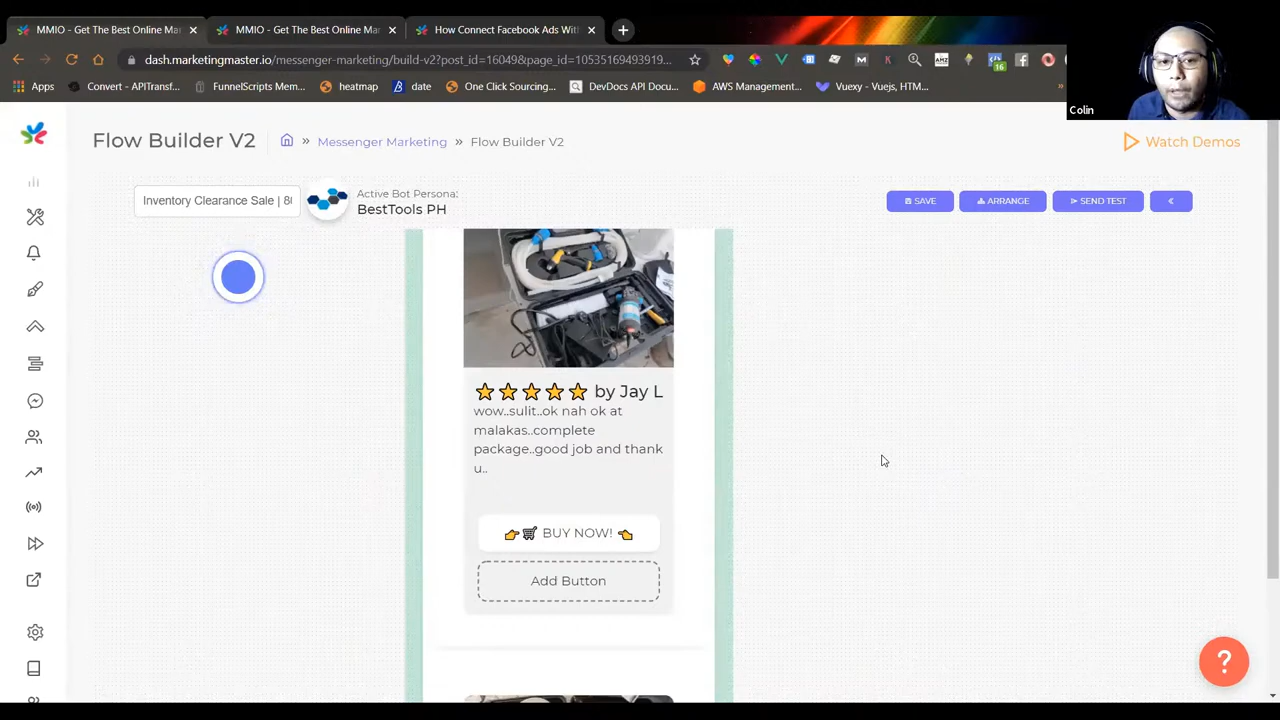 MMIO - Get The Best Online Ma
MMIO - Get The Best Online Ma
How Connect Facebook Ads With
dash.marketingmaster.io/messenger-marketing/build-v2?post_id=16049&page_id=10535169493919...
Apps
Convert - APITransf...
FunnelScripts Mem...
heatmap
date
One Click Sourcing...
DevDocs API Docu...
AWS Management...
Vuexy - Vuejs, HTM...
»
16
Colin
Flow Builder V2
» Messenger Marketing » Flow Builder V2
Watch Demos
Inventory Clearance Sale | 8
Active Bot Persona:
BestTools PH
SAVE
ARRANGE
SEND TEST
⭐⭐⭐⭐⭐ by Jay L
wow..sulit..ok nah ok at
malakas..complete
package..good job and thank
u..
👉🛒 BUY NOW! 👈
Add Button
?